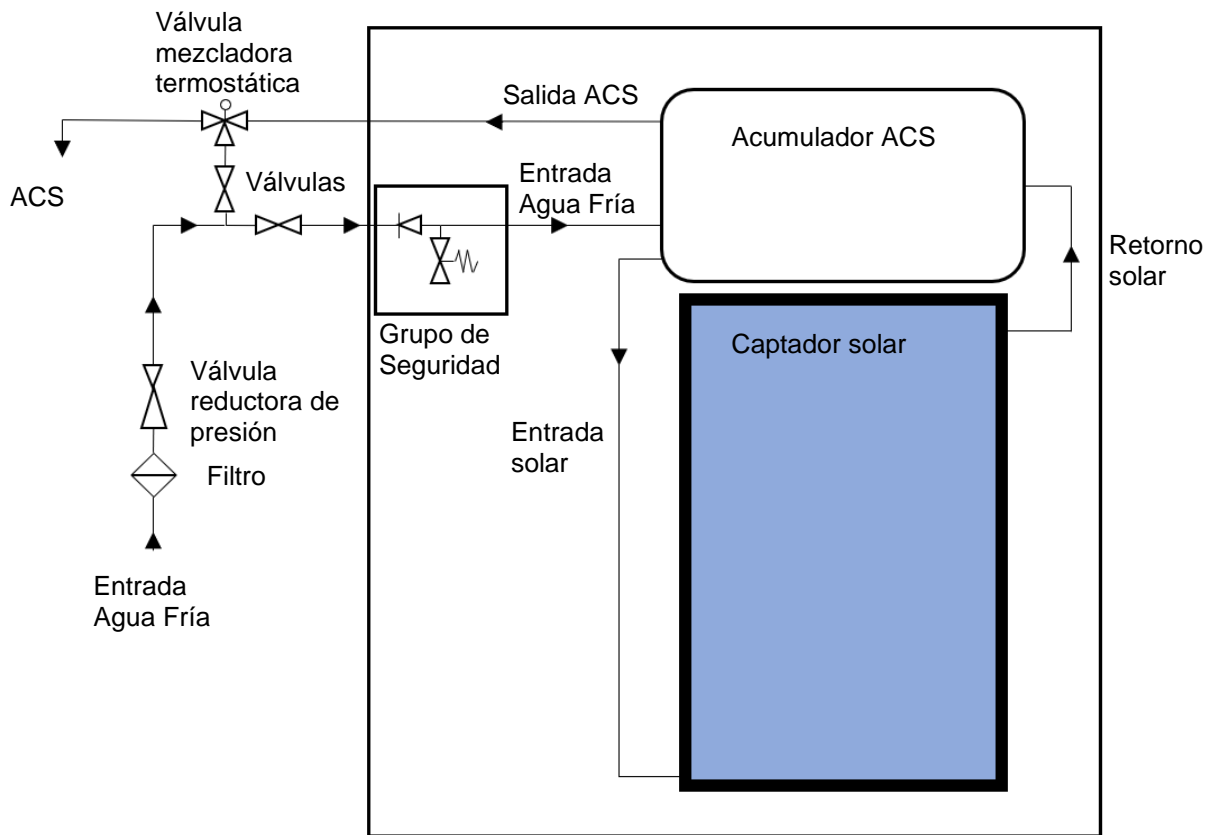 Válvula
mezcladora
termostática
Salida ACS
Acumulador ACS
ACS
Válvulas
Entrada
Agua Fría
Retorno
solar
Grupo de
Seguridad
Captador solar
Válvula
reductora de
presión
Entrada
solar
Filtro
Entrada
Agua Fría